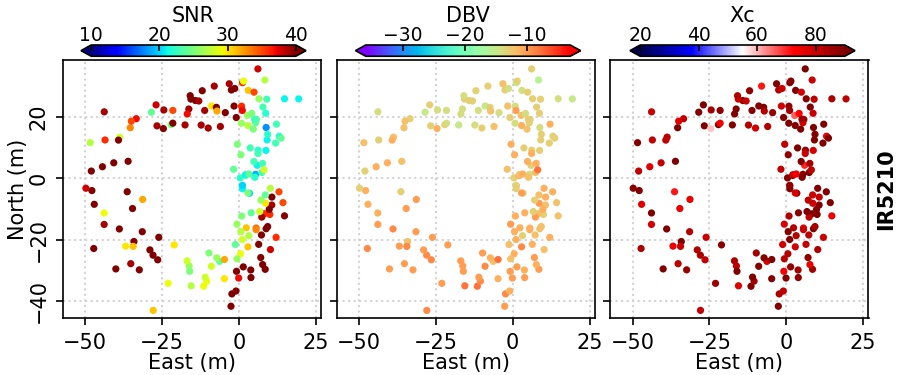 SNR DBV Xc
10 20 30 40 −30 −20 −10 20 40 60 80
20
0
−20
−40
North (m)
IR5210
−50 −25 0 25 −50 −25 0 25 −50 −25 0 25
East (m) East (m) East (m)